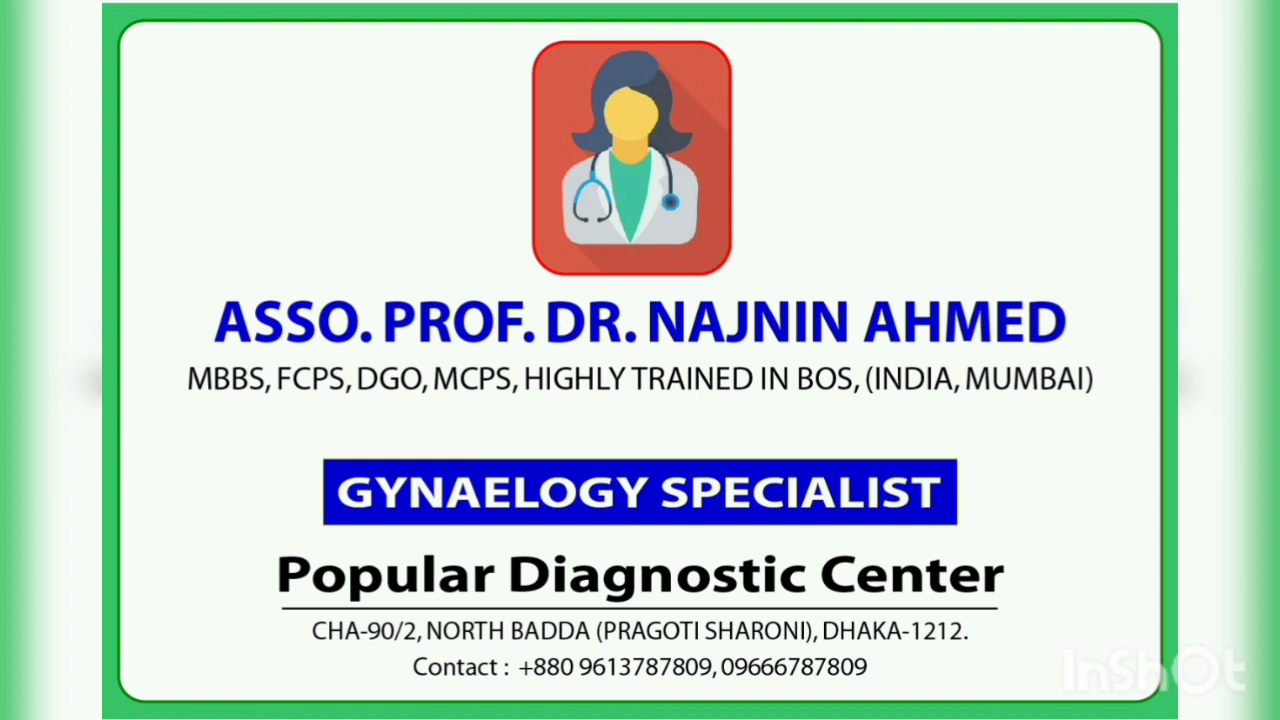 ASSO. PROF. DR. NAJNIN AHMED
MBBS, FCPS, DGO, MCPS, HIGHLY TRAINED IN BOS, (INDIA, MUMBAI)
GYNAELOGY SPECIALIST
Popular Diagnostic Center
CHA-90/2, NORTH BADDA (PRAGOTI SHARONI), DHAKA-1212.
Contact : +880 9613787809, 09666787809
InShOt